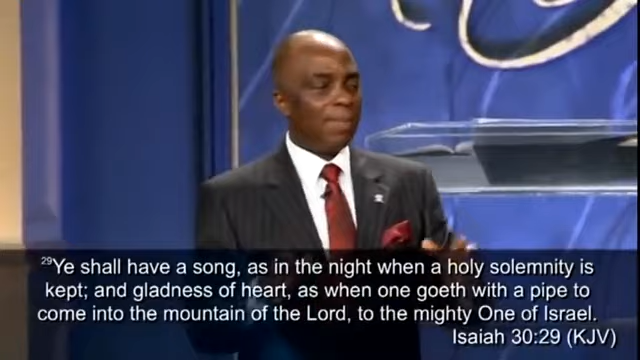 ²⁹Ye shall have a song, as in the night when a holy solemnity is
kept; and gladness of heart, as when one goeth with a pipe to
come into the mountain of the Lord, to the mighty One of Israel.
Isaiah 30:29 (KJV)